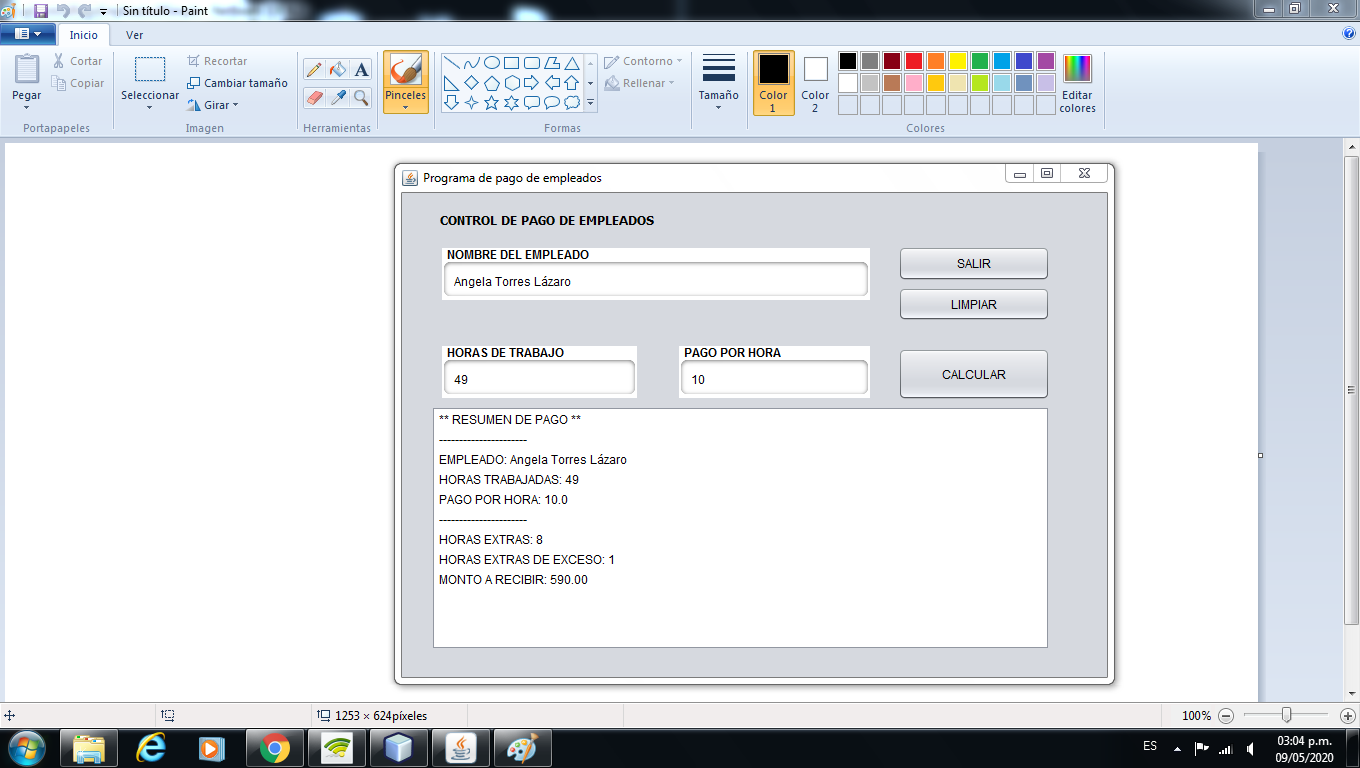 Sin título - Paint
Inicio Ver
Pegar
Cortar
Copiar
Portapapeles
Seleccionar
Recortar
Cambiar tamaño
Girar
Imagen
A
Herramientas
Pinceles
Contorno
Rellenar
Formas
Tamaño
Color 1
Color 2
Editar colores
Colores
Programa de pago de empleados
CONTROL DE PAGO DE EMPLEADOS
NOMBRE DEL EMPLEADO
Angela Torres Lázaro
SALIR
LIMPIAR
HORAS DE TRABAJO
49
PAGO POR HORA
10
CALCULAR
** RESUMEN DE PAGO **
----------------------
EMPLEADO: Angela Torres Lázaro
HORAS TRABAJADAS: 49
PAGO POR HORA: 10.0
----------------------
HORAS EXTRAS: 8
HORAS EXTRAS DE EXCESO: 1
MONTO A RECIBIR: 590.00
1253 × 624píxeles
100%
ES
03:04 p.m.
09/05/2020